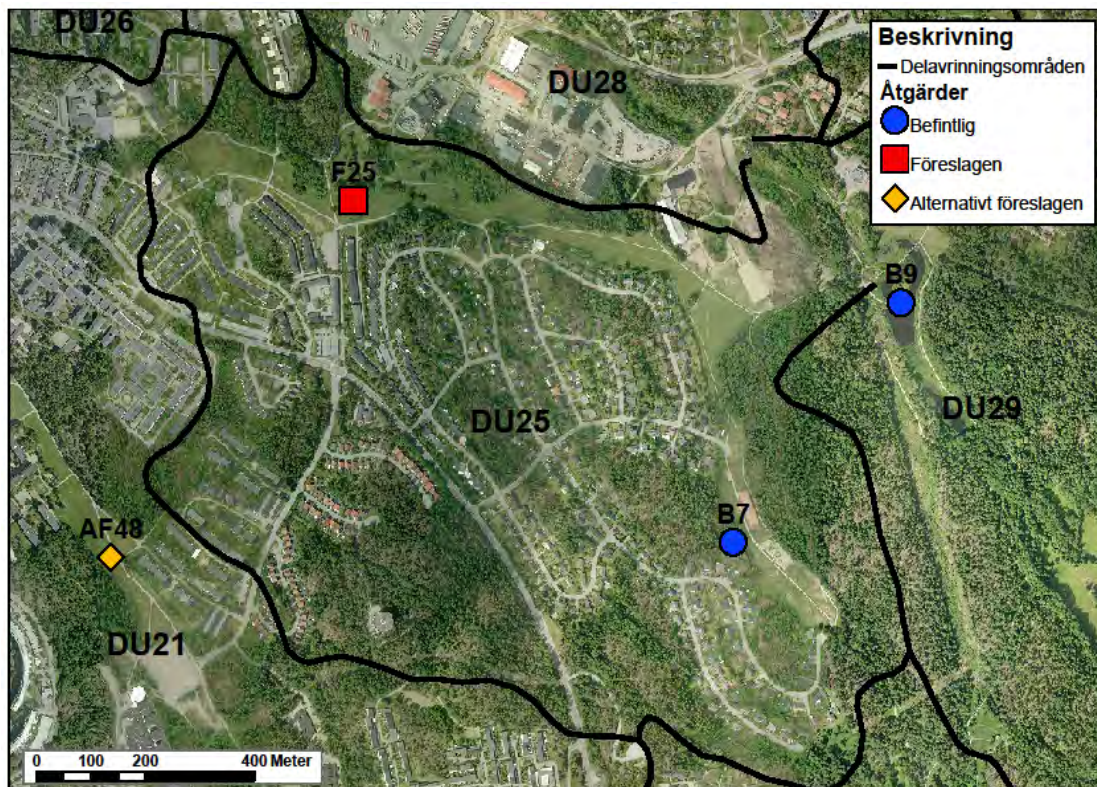 DU26
DU28
Beskrivning
Delavrinningsområden
Åtgärder
Befintlig
Föreslagen
Alternativt föreslagen
F25
B9
DU25
DU29
B7
AF48
DU21
0 100 200 400 Meter